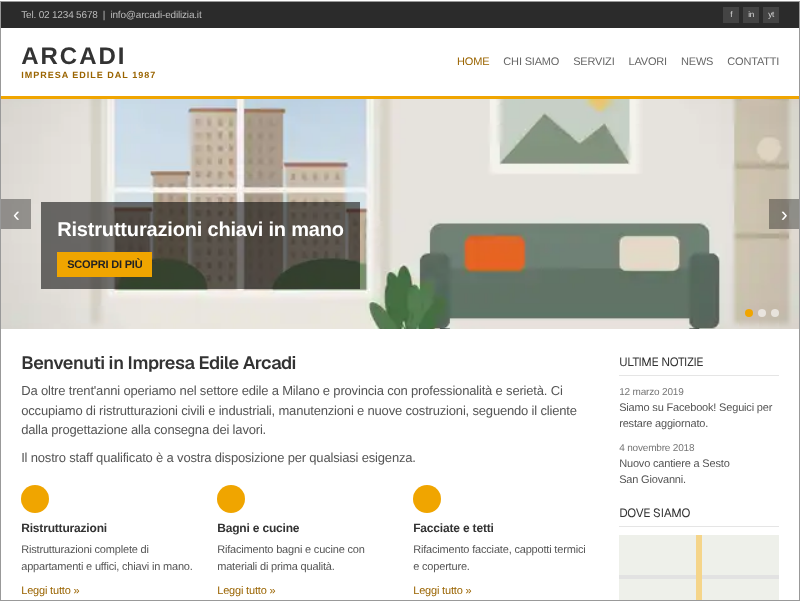 Tel. 02 1234 5678 | info@arcadi-edilizia.it
f in yt
ARCADI
IMPRESA EDILE DAL 1987
HOME CHI SIAMO SERVIZI LAVORI NEWS CONTATTI
‹ ›
Ristrutturazioni chiavi in mano
SCOPRI DI PIÙ
Benvenuti in Impresa Edile Arcadi
Da oltre trent'anni operiamo nel settore edile a Milano e provincia con professionalità e serietà. Ci
occupiamo di ristrutturazioni civili e industriali, manutenzioni e nuove costruzioni, seguendo il cliente
dalla progettazione alla consegna dei lavori.
Il nostro staff qualificato è a vostra disposizione per qualsiasi esigenza.
Ristrutturazioni
Ristrutturazioni complete di
appartamenti e uffici, chiavi in mano.
Leggi tutto »
Bagni e cucine
Rifacimento bagni e cucine con
materiali di prima qualità.
Leggi tutto »
Facciate e tetti
Rifacimento facciate, cappotti termici
e coperture.
Leggi tutto »
ULTIME NOTIZIE
12 marzo 2019
Siamo su Facebook! Seguici per
restare aggiornato.
4 novembre 2018
Nuovo cantiere a Sesto
San Giovanni.
DOVE SIAMO